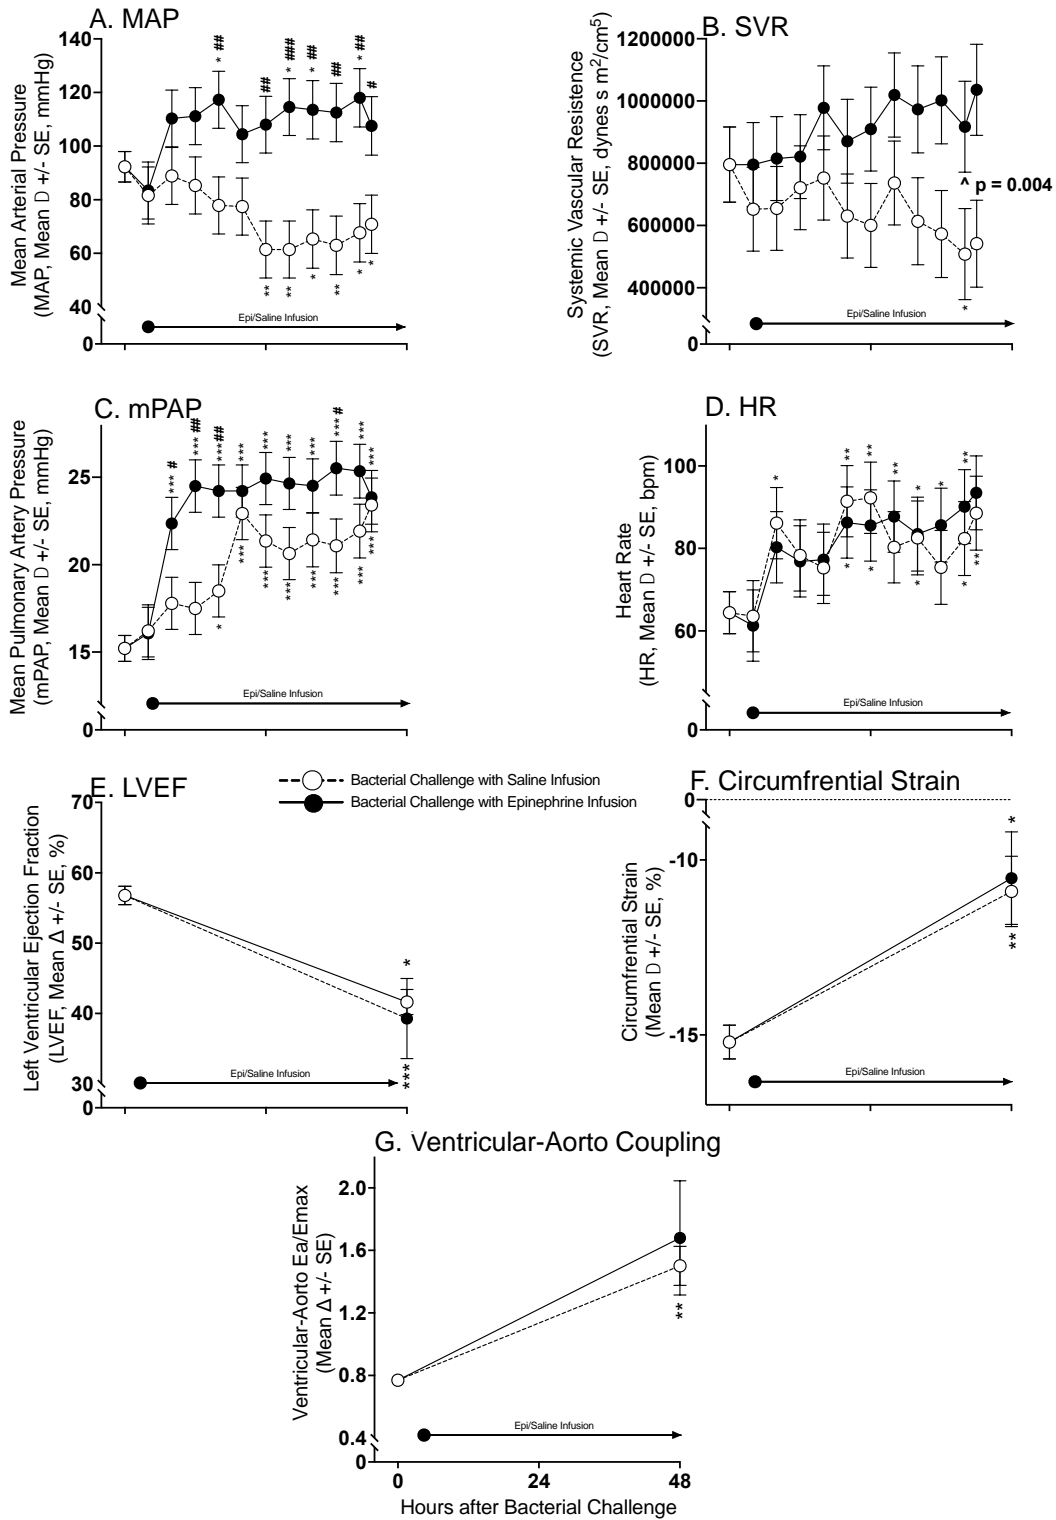 A. MAP
Mean Arterial Pressure
(MAP, Mean D +/- SE, mmHg)
140
120
100
80
60
40
0
* ##
##
* ###
* ##
##
* ##
#
**
**
*
**
*
*
Epi/Saline Infusion
B. SVR
Systemic Vascular Resistence
(SVR, Mean D +/- SE, dynes s m²/cm⁵)
1200000
1000000
800000
600000
400000
0
^ p = 0.004
*
Epi/Saline Infusion
C. mPAP
Mean Pulmonary Artery Pressure
(mPAP, Mean D +/- SE, mmHg)
25
20
15
0
*** #
*** ##
*** ##
***
***
***
***
*** #
***
***
*
***
***
***
***
***
***
***
Epi/Saline Infusion
D. HR
Heart Rate
(HR, Mean D +/- SE, bpm)
100
80
60
0
*
**
**
**
*
*
**
*
*
*
*
**
Epi/Saline Infusion
E. LVEF
Left Ventricular Ejection Fraction
(LVEF, Mean Δ +/- SE, %)
70
60
50
40
30
0
*
***
Epi/Saline Infusion
Bacterial Challenge with Saline Infusion
Bacterial Challenge with Epinephrine Infusion
F. Circumfrential Strain
Circumfrential Strain
(Mean D +/- SE, %)
0
-10
-15
*
**
Epi/Saline Infusion
G. Ventricular-Aorto Coupling
Ventricular-Aorto Ea/Emax
(Mean Δ +/- SE)
2.0
1.6
1.2
0.8
0.4
0
**
Epi/Saline Infusion
0
24
48
Hours after Bacterial Challenge